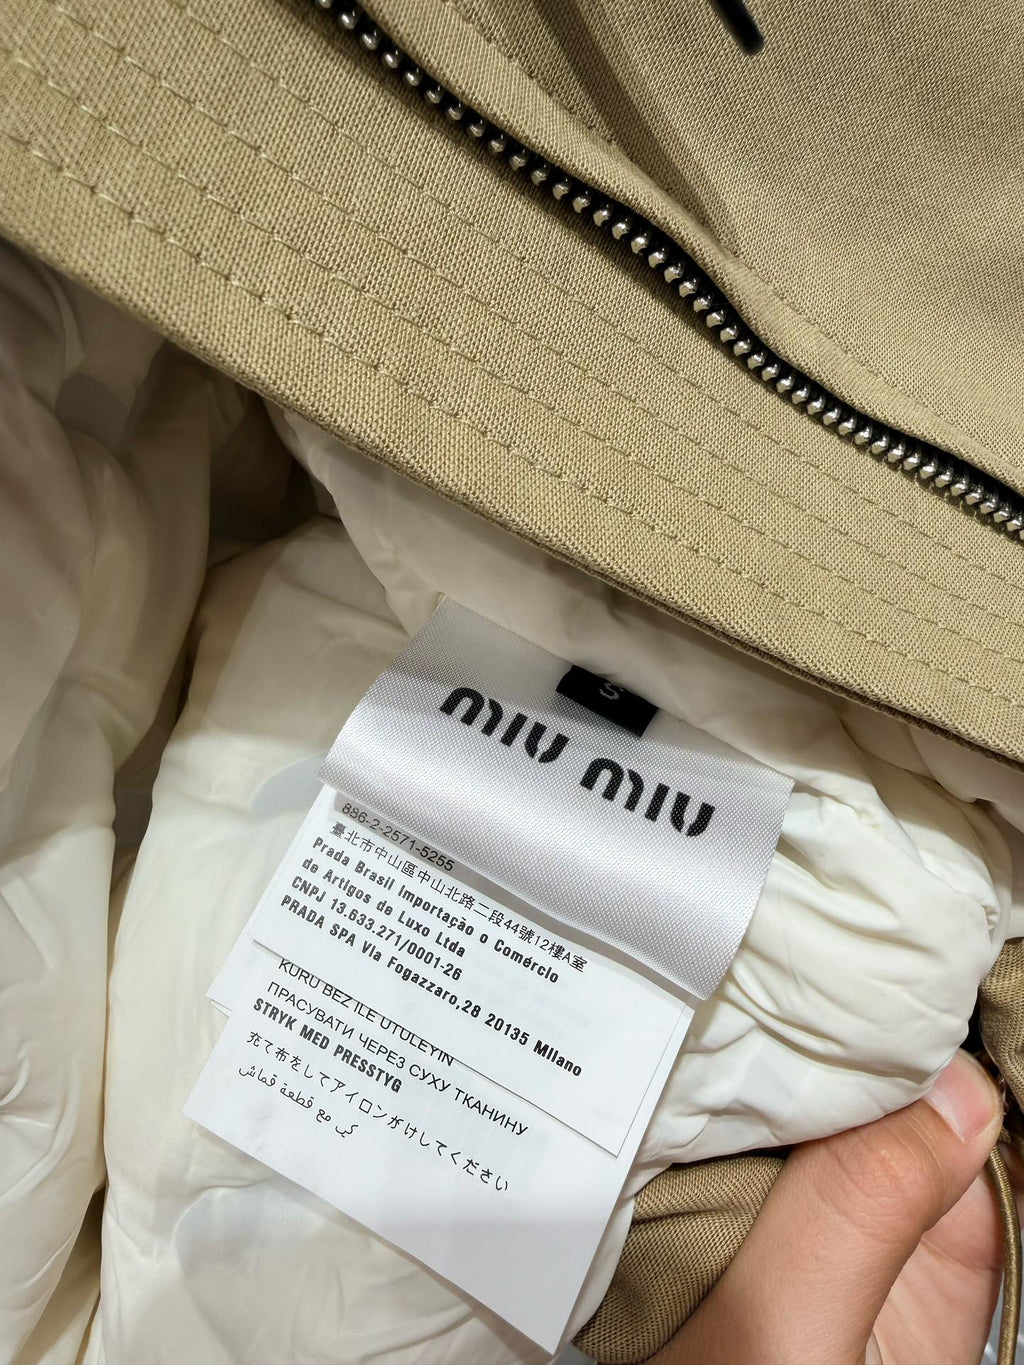 S
miu miu
886-2-2571-5255
臺北市中山區中山北路二段44號12樓A室
Prada Brasil Importação o Comércio
de Artigos de Luxo Ltda
CNPJ 13.633.271/0001-26
PRADA SPA Via Fogazzaro,28 20135 Milano
KURU BEZ ILE UTULEYIN
ПРАСУВАТИ ЧЕРЕЗ СУХУ ТКАНИНУ
STRYK MED PRESSTYG
充て布をしてアイロンがけしてください
كي مع قطعة قماش